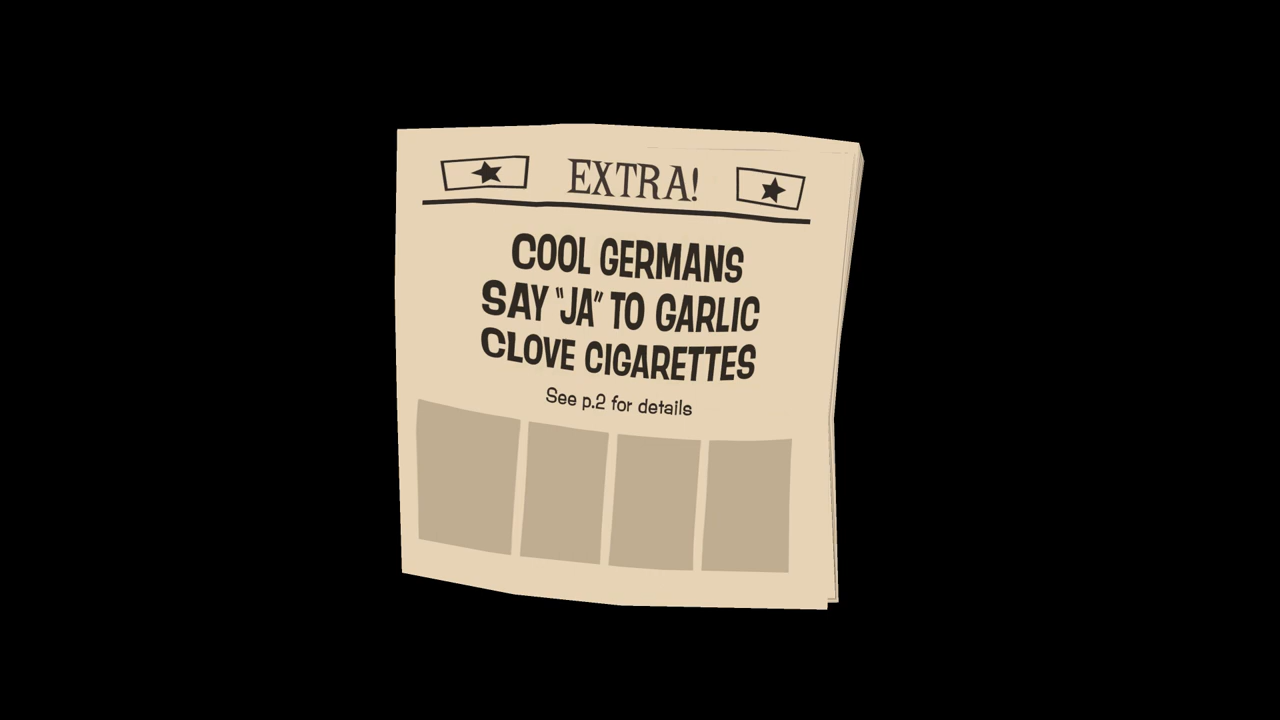 EXTRA!
COOL GERMANS
SAY "JA" TO GARLIC
CLOVE CIGARETTES
See p.2 for details